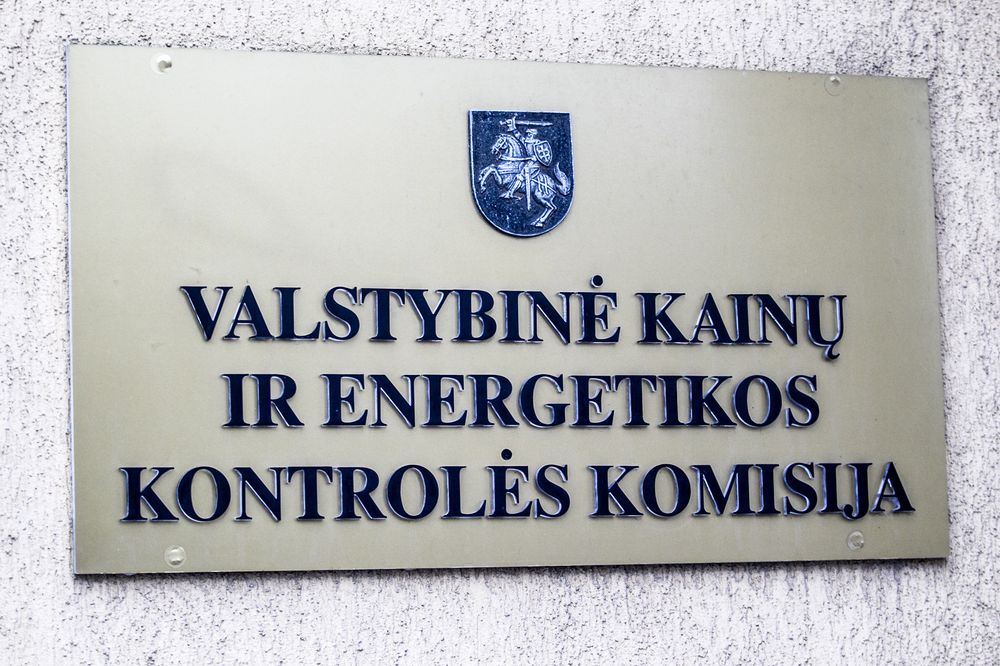 VALSTYBINĖ KAINŲ
IR ENERGETIKOS
KONTROLĖS KOMISIJA